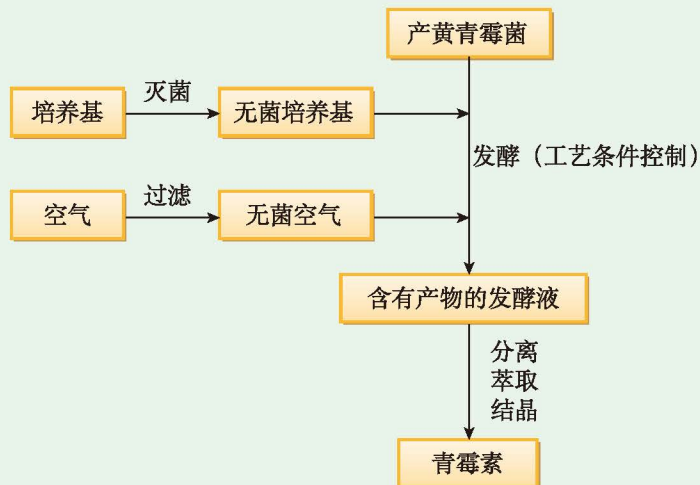 产黄青霉菌
灭菌
培养基
无菌培养基
发酵（工艺条件控制）
过滤
空气
无菌空气
含有产物的发酵液
分离
萃取
结晶
青霉素